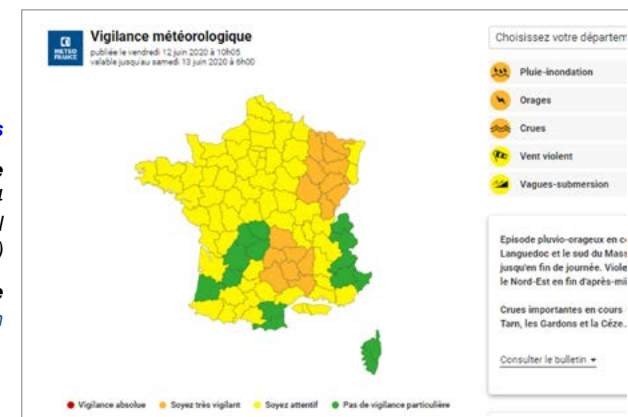 METEO
FRANCE
Vigilance météorologique
publiée le vendredi 12 juin 2020 à 10h05
valable jusqu'au samedi 13 juin 2020 à 6h00
Choisissez votre départem
Pluie-inondation
Orages
Crues
Vent violent
Vagues-submersion
Episode pluvio-orageux en c
Languedoc et le sud du Mass
jusqu'en fin de journée. Viole
le Nord-Est en fin d'après-mi
Crues importantes en cours
Tarn, les Gardons et la Cèze.
Consulter le bulletin
Vigilance absolue
Soyez très vigilant
Soyez attentif
Pas de vigilance particulière